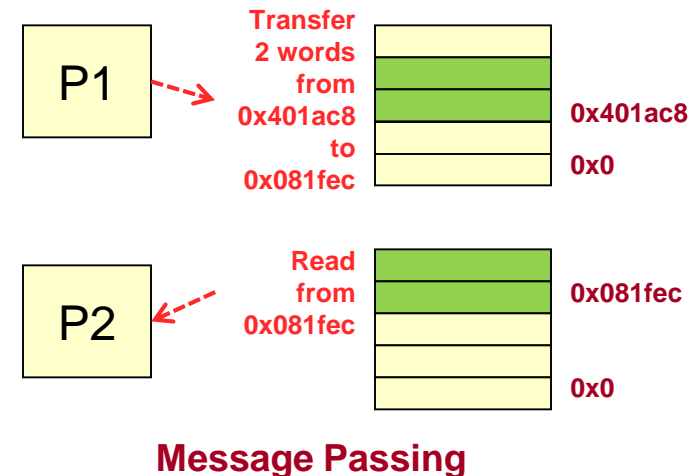 P1
Transfer
2 words
from
0x401ac8
to
0x081fec
0x401ac8
0x0
P2
Read
from
0x081fec
0x081fec
0x0
Message Passing